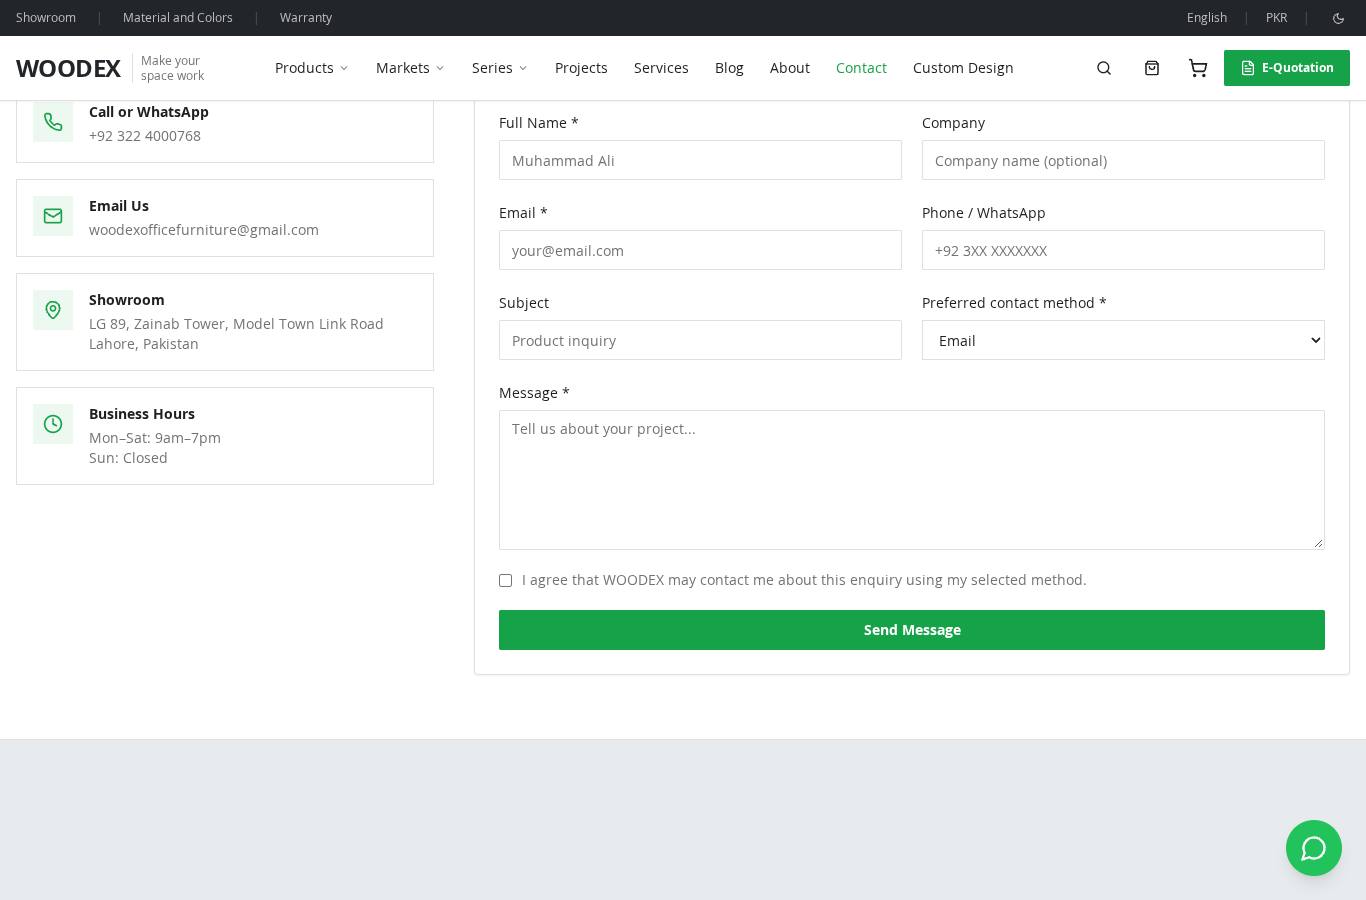 Showroom
Material and Colors
Warranty
English
PKR
WOODEX
Make your
space work
Products
Markets
Series
Projects
Services
Blog
About
Contact
Custom Design
E-Quotation
Call or WhatsApp
+92 322 4000768
Email Us
woodexofficefurniture@gmail.com
Showroom
LG 89, Zainab Tower, Model Town Link Road
Lahore, Pakistan
Business Hours
Mon–Sat: 9am–7pm
Sun: Closed
Full Name *
Muhammad Ali
Company
Company name (optional)
Email *
your@email.com
Phone / WhatsApp
+92 3XX XXXXXXX
Subject
Product inquiry
Preferred contact method *
Email
Message *
Tell us about your project...
I agree that WOODEX may contact me about this enquiry using my selected method.
Send Message